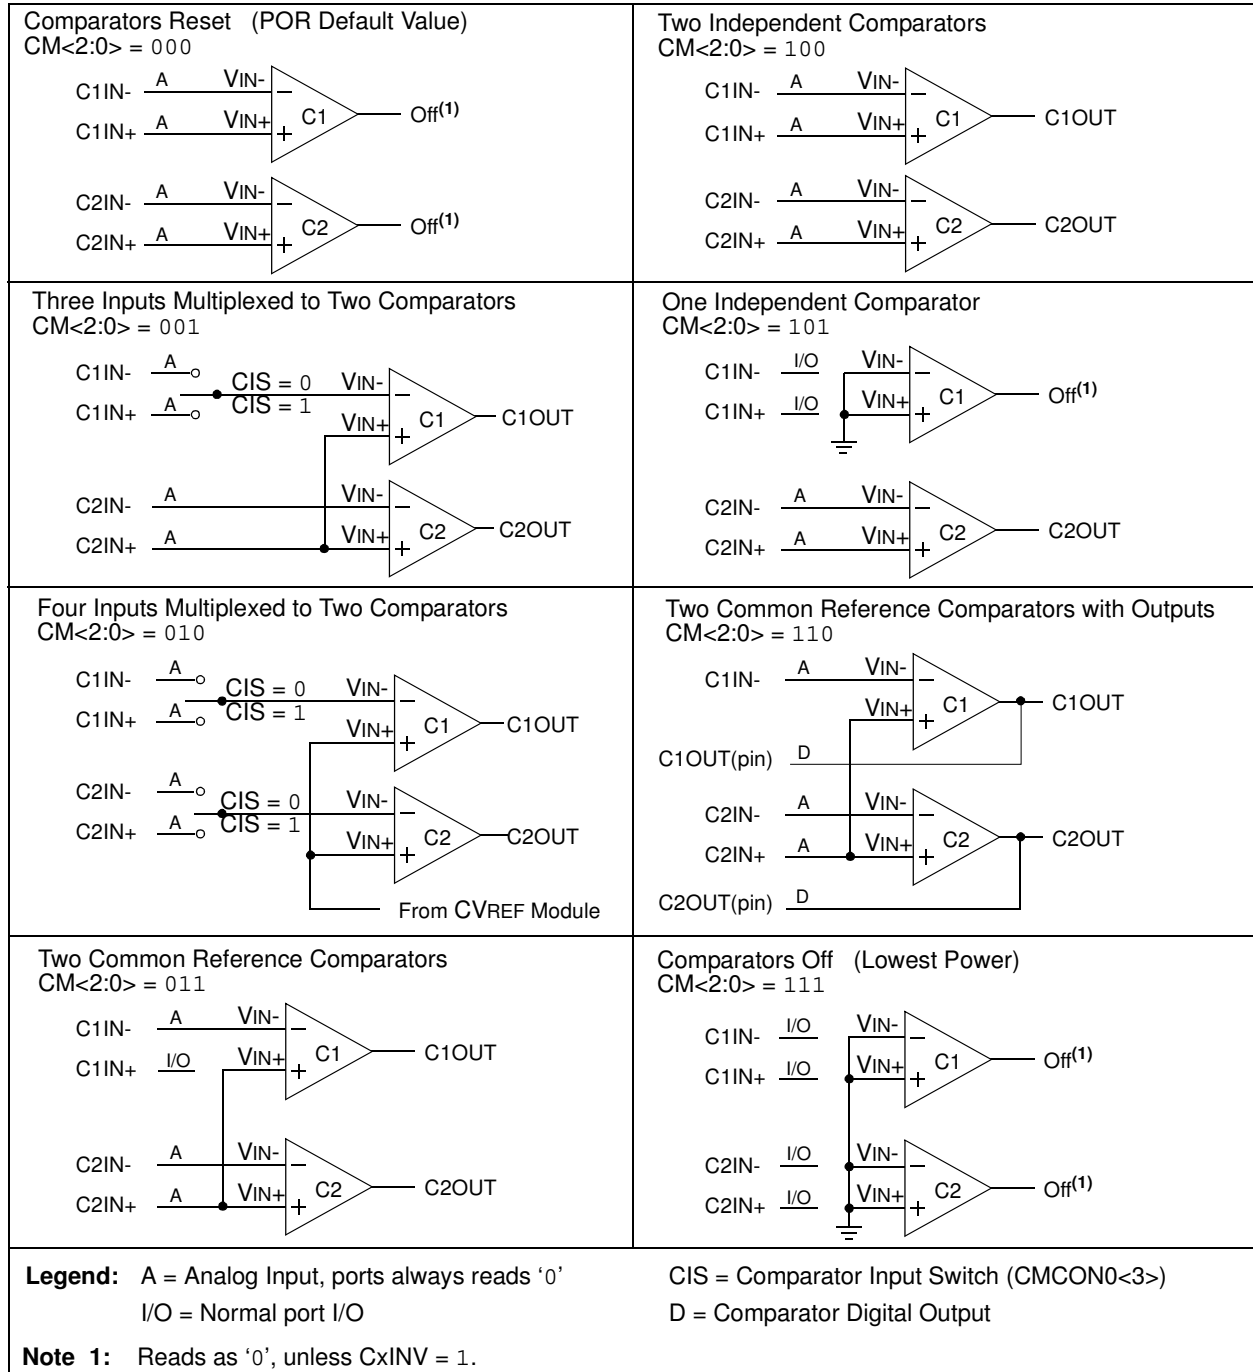 Comparators Reset (POR Default Value)
CM<2:0> = 000
C1IN- A VIN-
C1IN+ A VIN+ C1 Off(1)
C2IN- A VIN-
C2IN+ A VIN+ C2 Off(1)
Two Independent Comparators
CM<2:0> = 100
C1IN- A VIN-
C1IN+ A VIN+ C1 C1OUT
C2IN- A VIN-
C2IN+ A VIN+ C2 C2OUT
Three Inputs Multiplexed to Two Comparators
CM<2:0> = 001
C1IN- A CIS = 0 VIN-
C1IN+ A CIS = 1 VIN+ C1 C1OUT
C2IN- A VIN-
C2IN+ A VIN+ C2 C2OUT
One Independent Comparator
CM<2:0> = 101
C1IN- I/O VIN-
C1IN+ I/O VIN+ C1 Off(1)
C2IN- A VIN-
C2IN+ A VIN+ C2 C2OUT
Four Inputs Multiplexed to Two Comparators
CM<2:0> = 010
C1IN- A CIS = 0 VIN-
C1IN+ A CIS = 1 VIN+ C1 C1OUT
C2IN- A CIS = 0 VIN-
C2IN+ A CIS = 1 VIN+ C2 C2OUT
From CVREF Module
Two Common Reference Comparators with Outputs
CM<2:0> = 110
C1IN- A VIN-
VIN+ C1 C1OUT
C1OUT(pin) D
C2IN- A VIN-
C2IN+ A VIN+ C2 C2OUT
C2OUT(pin) D
Two Common Reference Comparators
CM<2:0> = 011
C1IN- A VIN-
C1IN+ I/O VIN+ C1 C1OUT
C2IN- A VIN-
C2IN+ A VIN+ C2 C2OUT
Comparators Off (Lowest Power)
CM<2:0> = 111
C1IN- I/O VIN-
C1IN+ I/O VIN+ C1 Off(1)
C2IN- I/O VIN-
C2IN+ I/O VIN+ C2 Off(1)
Legend: A = Analog Input, ports always reads ‘0’ CIS = Comparator Input Switch (CMCON0<3>)
I/O = Normal port I/O D = Comparator Digital Output
Note 1: Reads as ‘0’, unless CxINV = 1.